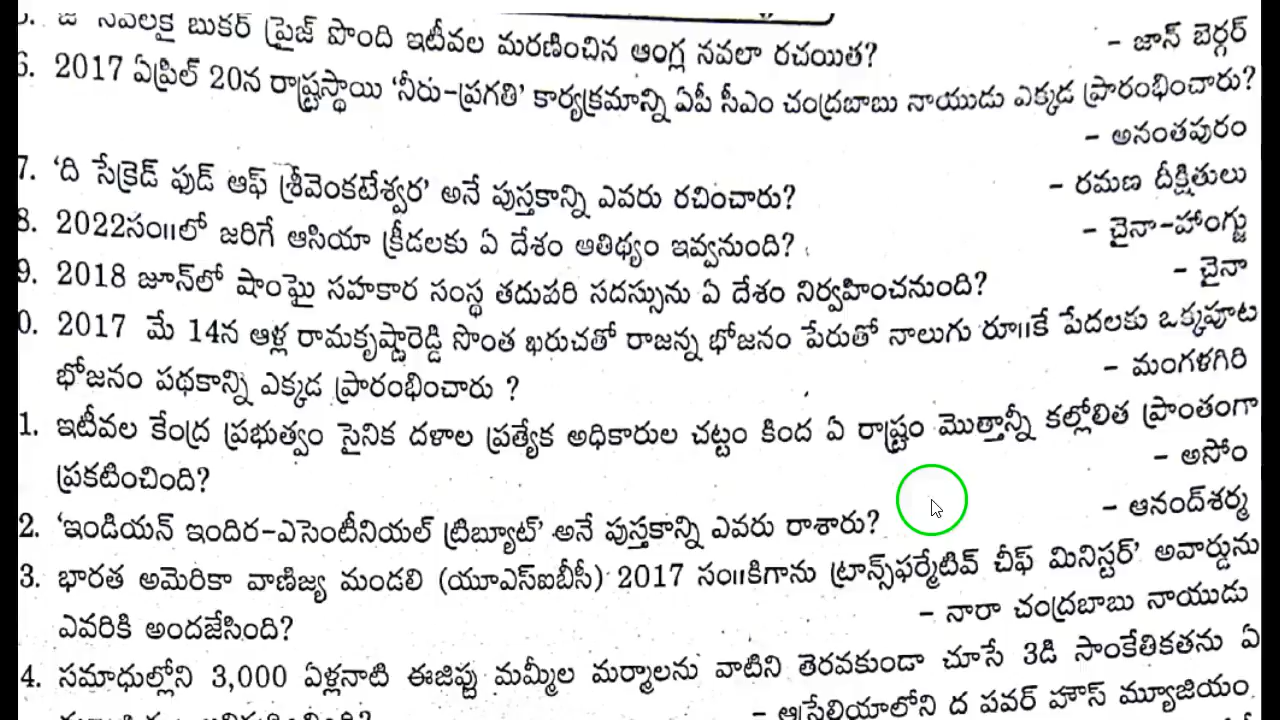 5. జి నవలకై బుకర్ ప్రైజ్ పొంది ఇటీవల మరణించిన ఆంగ్ల నవలా రచయిత? - జాన్ బెర్గర్
6. 2017 ఏప్రిల్ 20న రాష్ట్రస్థాయి ‘నీరు-ప్రగతి’ కార్యక్రమాన్ని ఏపీ సీఎం చంద్రబాబు నాయుడు ఎక్కడ ప్రారంభించారు?
- అనంతపురం
7. ‘ది సేక్రెడ్ ఫుడ్ ఆఫ్ శ్రీవెంకటేశ్వర’ అనే పుస్తకాన్ని ఎవరు రచించారు? - రమణ దీక్షితులు
8. 2022సం॥లో జరిగే ఆసియా క్రీడలకు ఏ దేశం ఆతిథ్యం ఇవ్వనుంది? - చైనా-హాంగ్జు
9. 2018 జూన్‌లో షాంఘై సహకార సంస్థ తదుపరి సదస్సును ఏ దేశం నిర్వహించనుంది? - చైనా
0. 2017 మే 14న ఆళ్ల రామకృష్ణారెడ్డి సొంత ఖరుచతో రాజన్న భోజనం పేరుతో నాలుగు రూ॥కే పేదలకు ఒక్కపూట
భోజనం పథకాన్ని ఎక్కడ ప్రారంభించారు ? - మంగళగిరి
1. ఇటీవల కేంద్ర ప్రభుత్వం సైనిక దళాల ప్రత్యేక అధికారుల చట్టం కింద ఏ రాష్ట్రం మొత్తాన్నీ కల్లోలిత ప్రాంతంగా
ప్రకటించింది? - అసోం
2. ‘ఇండియన్ ఇందిర-ఎసెంటీనియల్ ట్రిబ్యూట్’ అనే పుస్తకాన్ని ఎవరు రాశారు? - ఆనంద్‌శర్మ
3. భారత అమెరికా వాణిజ్య మండలి (యూఎస్ఐబీసీ) 2017 సం॥కిగాను ట్రాన్స్‌ఫర్మేటివ్ చీఫ్ మినిస్టర్’ అవార్డును
ఎవరికి అందజేసింది? - నారా చంద్రబాబు నాయుడు
4. సమాధుల్లోని 3,000 ఏళ్లనాటి ఈజిప్టు మమ్మీల మర్మాలను వాటిని తెరవకుండా చూసే 3డి సాంకేతికతను ఏ
- ఆస్ట్రేలియాలోని ద పవర్ హౌస్ మ్యూజియం